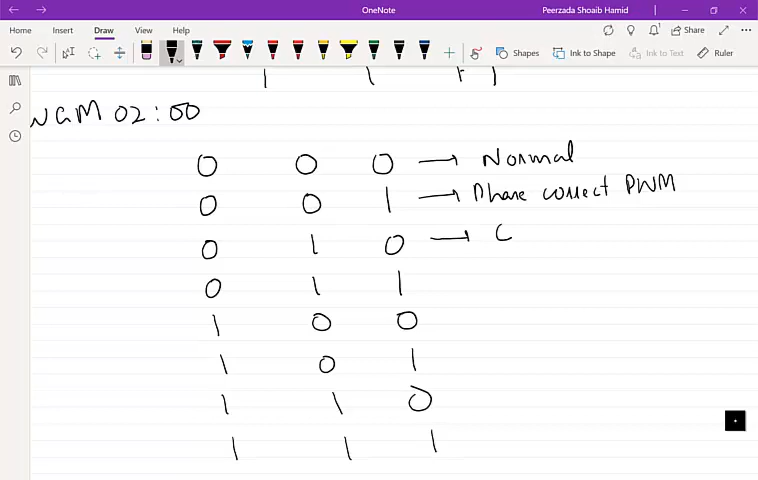 OneNote
Peerzada Shoaib Hamid
Home Insert Draw View Help
Share
Shapes Ink to Shape Ink to Text Ruler
WGM 02:00
0 0 0 → Normal
0 0 1 → Phase correct PWM
0 1 0 → C
0 1 1
1 0 0
1 0 1
1 1 0
1 1 1